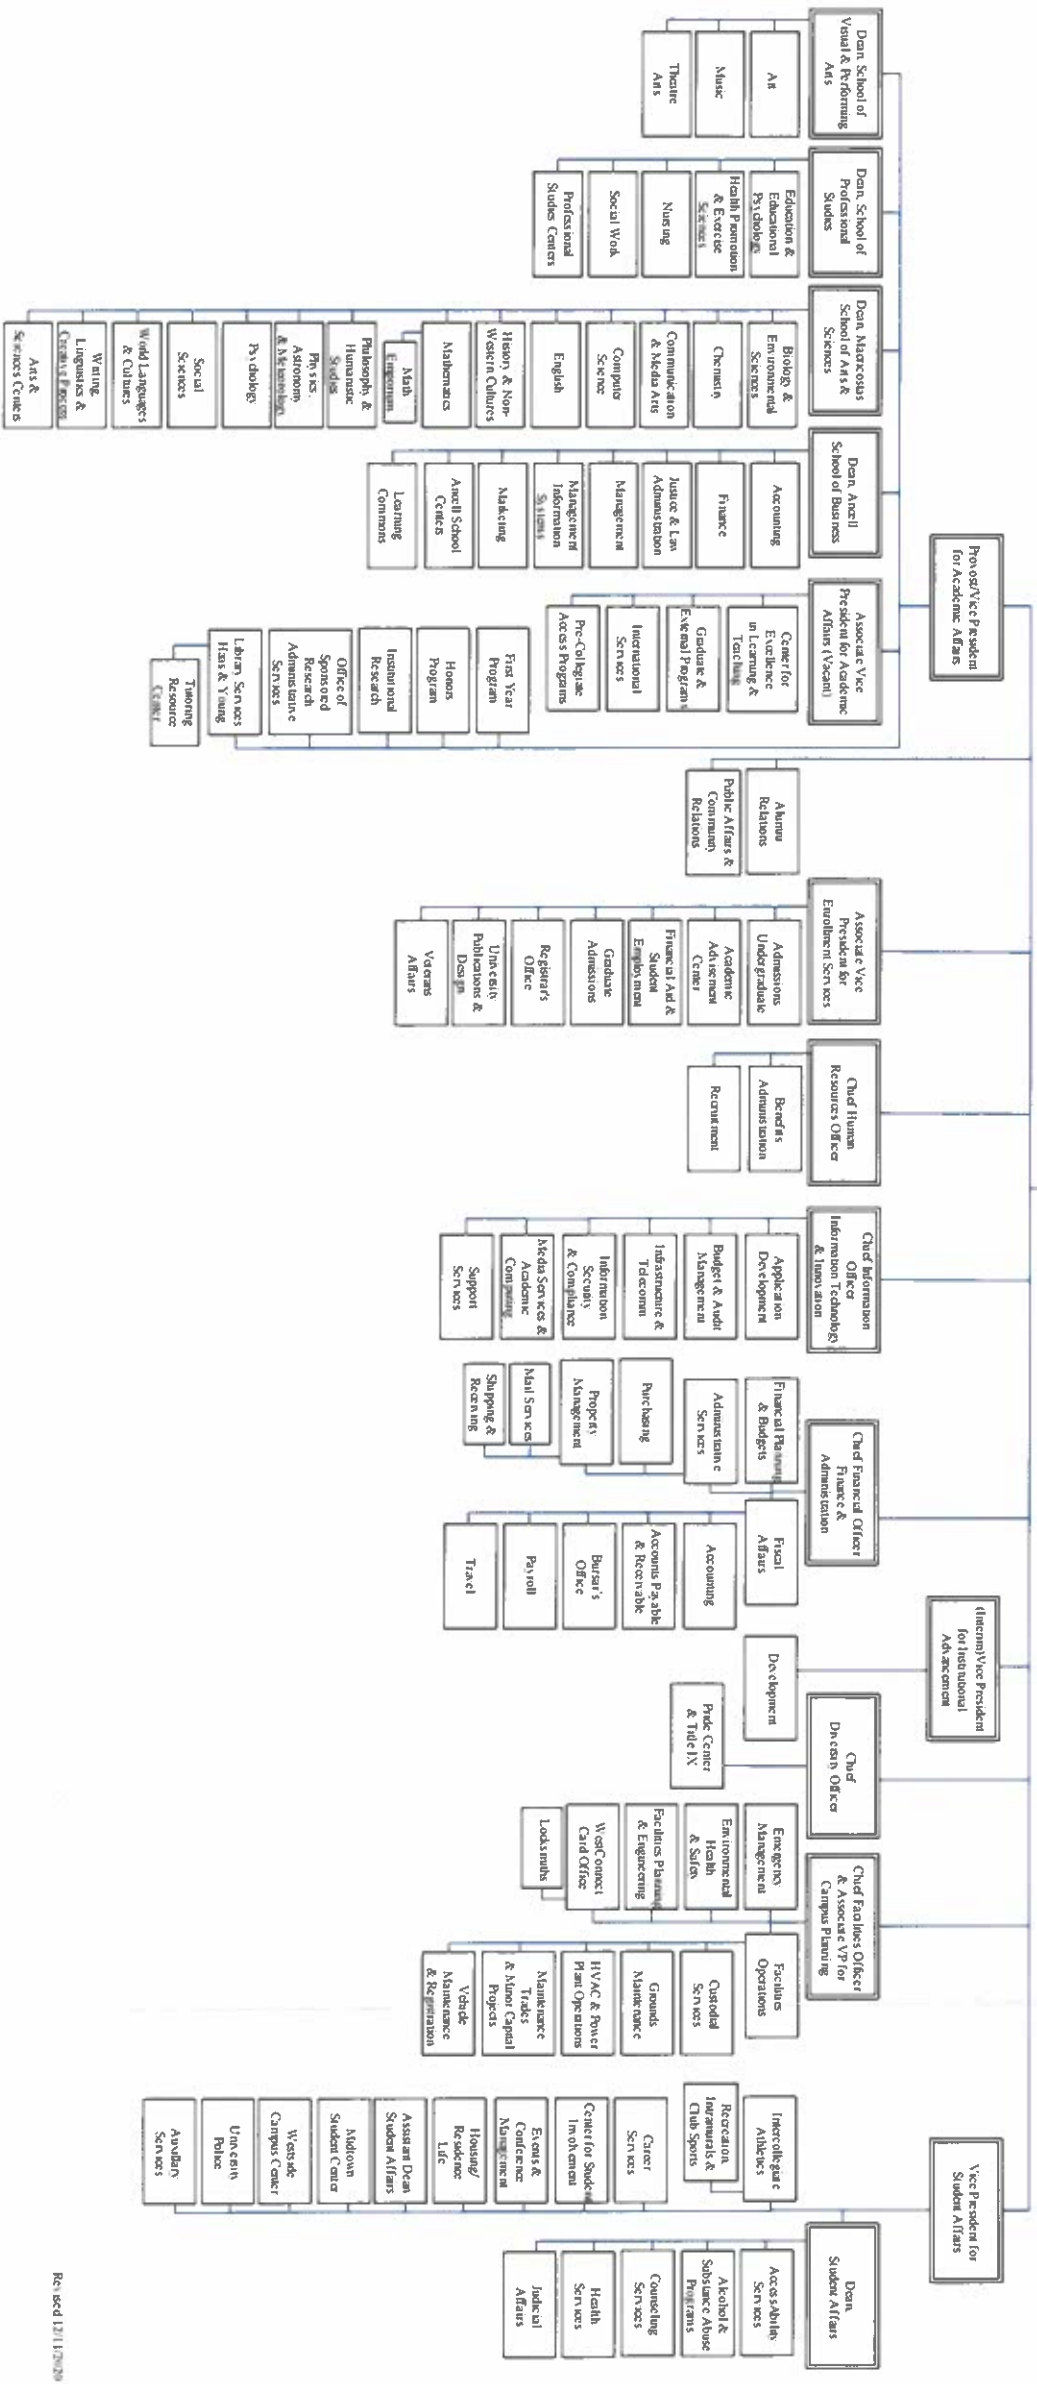 Provost/Vice President
for Academic Affairs
(Interim) Vice President
for Institutional
Advancement
Vice President for
Student Affairs
Dean, School of
Visual & Performing
Arts
Art
Music
Theatre
Arts
Dean, School of
Professional
Studies
Education &
Educational
Psychology
Health Promotion
& Exercise
Sciences
Nursing
Social Work
Professional
Studies Centers
Dean, Macricostas
School of Arts &
Sciences
Biology &
Environmental
Sciences
Chemistry
Communication
& Media Arts
Computer
Science
English
History & Non-
Western Cultures
Mathematics
Math
Emporium
Philosophy &
Humanistic
Studies
Physics,
Astronomy
& Meteorology
Psychology
Social
Sciences
World Languages
& Cultures
Writing,
Linguistics &
Creative Process
Arts &
Sciences Centers
Dean, Ancell
School of Business
Accounting
Finance
Justice & Law
Administration
Management
Management
Information
Systems
Marketing
Ancell School
Centers
Learning
Commons
Associate Vice
President for Academic
Affairs (Vacant)
Center for
Excellence
in Learning &
Teaching
Graduate &
External Programs
International
Services
Pre-Collegiate
Access Programs
First Year
Program
Honors
Program
Institutional
Research
Office of
Sponsored
Research
Administrative
Services
Library Services
Haas & Young
Tutoring
Resource
Center
Alumni
Relations
Public Affairs &
Community
Relations
Associate Vice
President for
Enrollment Services
Admissions
Undergraduate
Academic
Advisement
Center
Financial Aid &
Student
Employment
Graduate
Admissions
Registrar's
Office
University
Publications &
Design
Veterans
Affairs
Chief Human
Resources Officer
Benefits
Administration
Recruitment
Chief Information
Officer
Information Technology
& Innovation
Application
Development
Budget & Audit
Management
Infrastructure &
Telecomm
Information
Security
& Compliance
Media Services &
Academic
Computing
Support
Services
Chief Financial Officer
Finance &
Administration
Financial Planning
& Budgets
Administrative
Services
Purchasing
Property
Management
Mail Services
Shipping &
Receiving
Fiscal
Affairs
Accounting
Accounts Payable
& Receivable
Bursar's
Office
Payroll
Travel
Development
Chief
Diversity Officer
Pride Center
& Title IX
Chief Facilities Officer
& Associate VP for
Campus Planning
Emergency
Management
Environmental
Health
& Safety
Facilities Planning
& Engineering
WestConnect
Card Office
Locksmiths
Facilities
Operations
Custodial
Services
Grounds
Maintenance
HVAC & Power
Plant Operations
Maintenance
Trades
& Minor Capital
Projects
Vehicle
Maintenance
& Registration
Intercollegiate
Athletics
Recreation,
Intramurals &
Club Sports
Career
Services
Center for Student
Involvement
Events &
Conference
Management
Housing/
Residence
Life
Assistant Dean
Student Affairs
Midtown
Student Center
Westside
Campus Center
University
Police
Auxiliary
Services
Dean,
Student Affairs
AccessAbility
Services
Alcohol &
Substance Abuse
Programs
Counseling
Services
Health
Services
Judicial
Affairs
Revised 12/11/2020